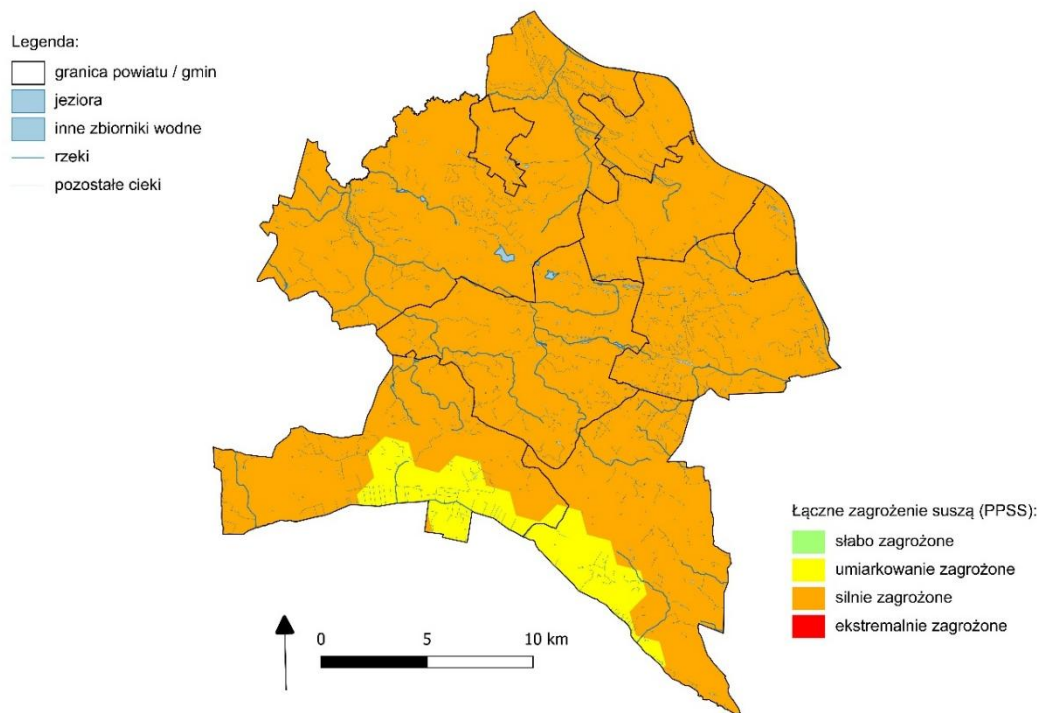 Legenda:
granica powiatu / gmin
jeziora
inne zbiorniki wodne
rzeki
pozostałe cieki
Łączne zagrożenie suszą (PPSS):
słabo zagrożone
umiarkowanie zagrożone
silnie zagrożone
ekstremalnie zagrożone
0 5 10 km